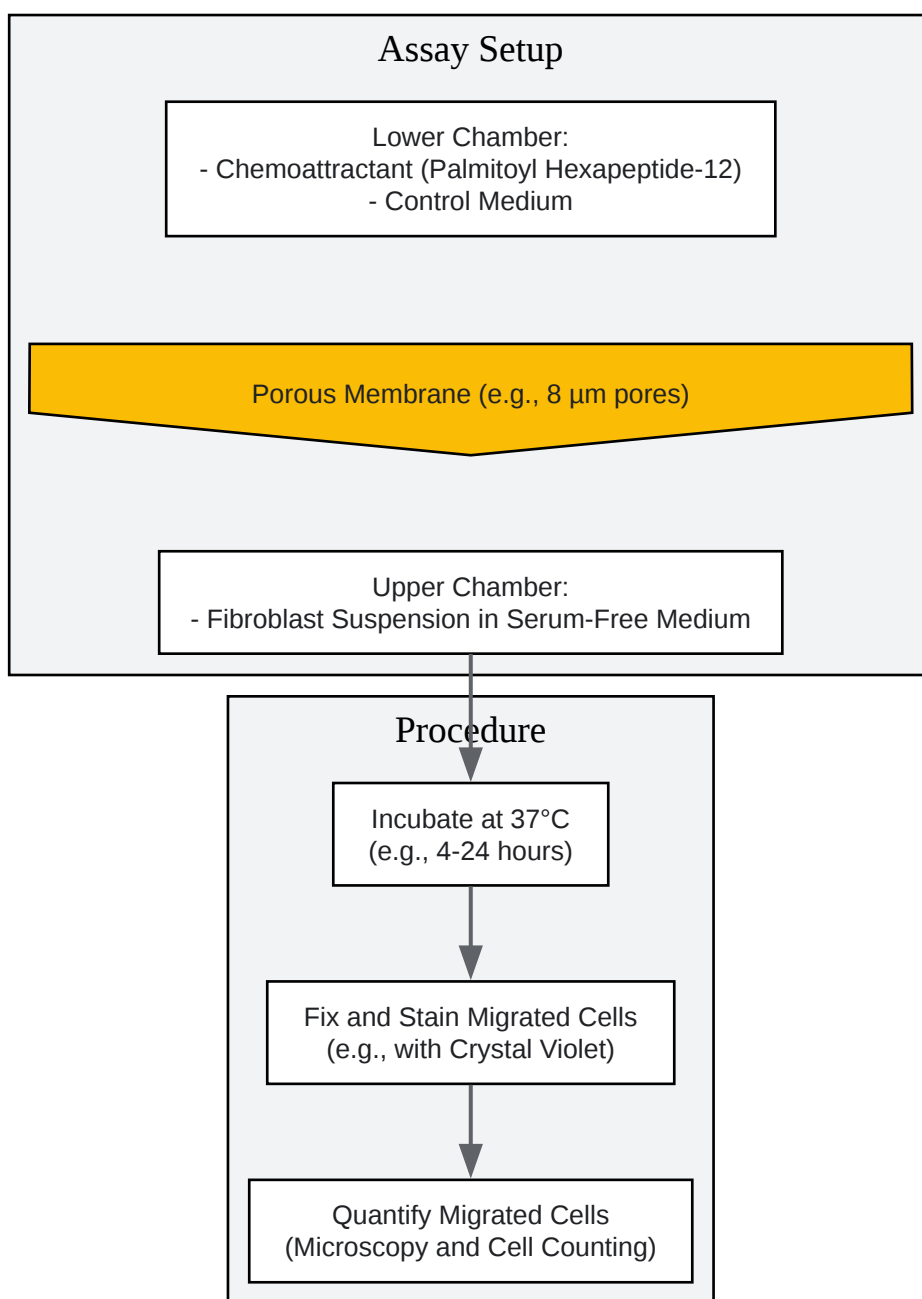 Assay Setup
Lower Chamber:
- Chemoattractant (Palmitoyl Hexapeptide-12)
- Control Medium
Porous Membrane (e.g., 8 µm pores)
Upper Chamber:
- Fibroblast Suspension in Serum-Free Medium
Procedure
Incubate at 37°C
(e.g., 4-24 hours)
Fix and Stain Migrated Cells
(e.g., with Crystal Violet)
Quantify Migrated Cells
(Microscopy and Cell Counting)